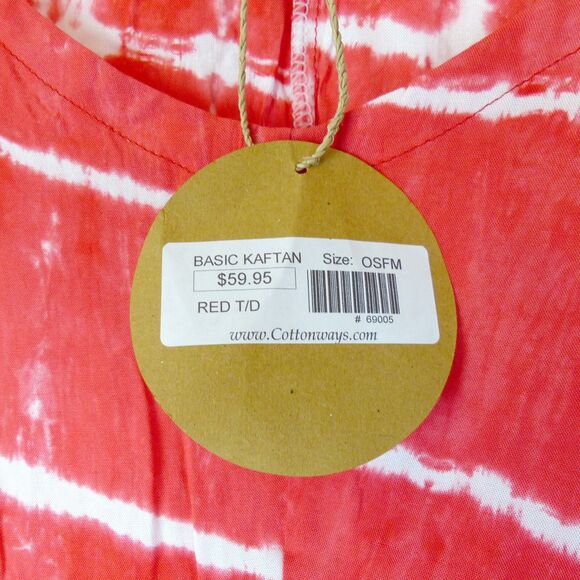 BASIC KAFTAN Size: OSFM
$59.95
RED T/D
# 69005
www.Cottonways.com